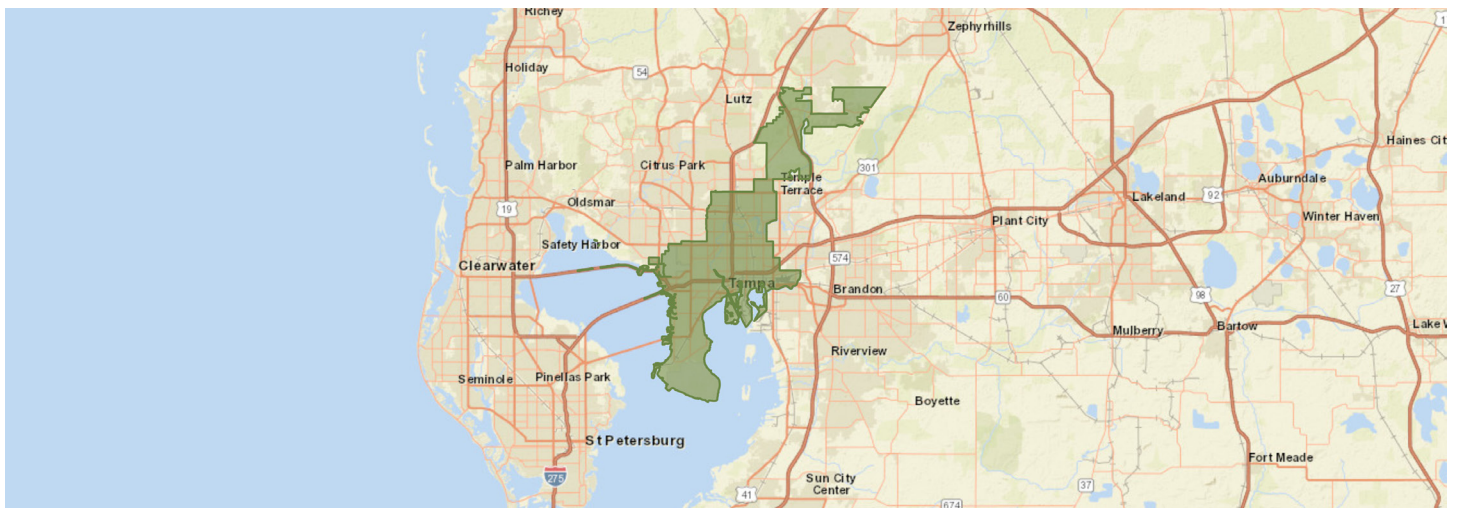 Richey
Zephyrhills
1
Holiday
54
Lutz
Haines Cit
Palm Harbor
Citrus Park
301
Temple
Terrace
Auburndale
Lakeland
92
Oldsmar
19
Winter Haven
Plant City
Safety Harbor
Clearwater
574
Tampa
Brandon
27
98
60
Mulberry
Bartow
Lake W
Riverview
Seminole
Pinellas Park
Boyette
St Petersburg
Fort Meade
275
Sun City
Center
37
41
674